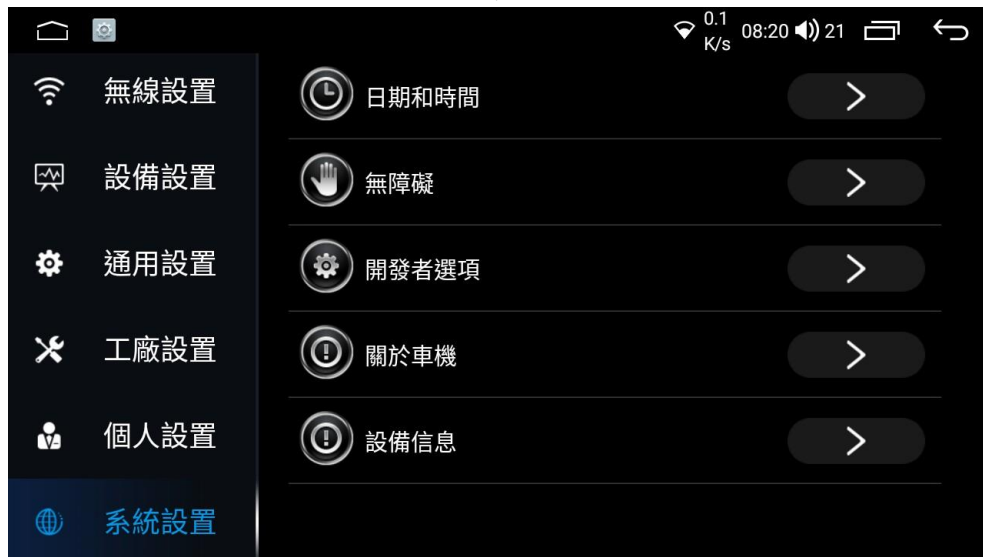 0.1
K/s
08:20
21
無線設置
設備設置
通用設置
工廠設置
個人設置
系統設置
日期和時間
無障礙
開發者選項
關於車機
設備信息